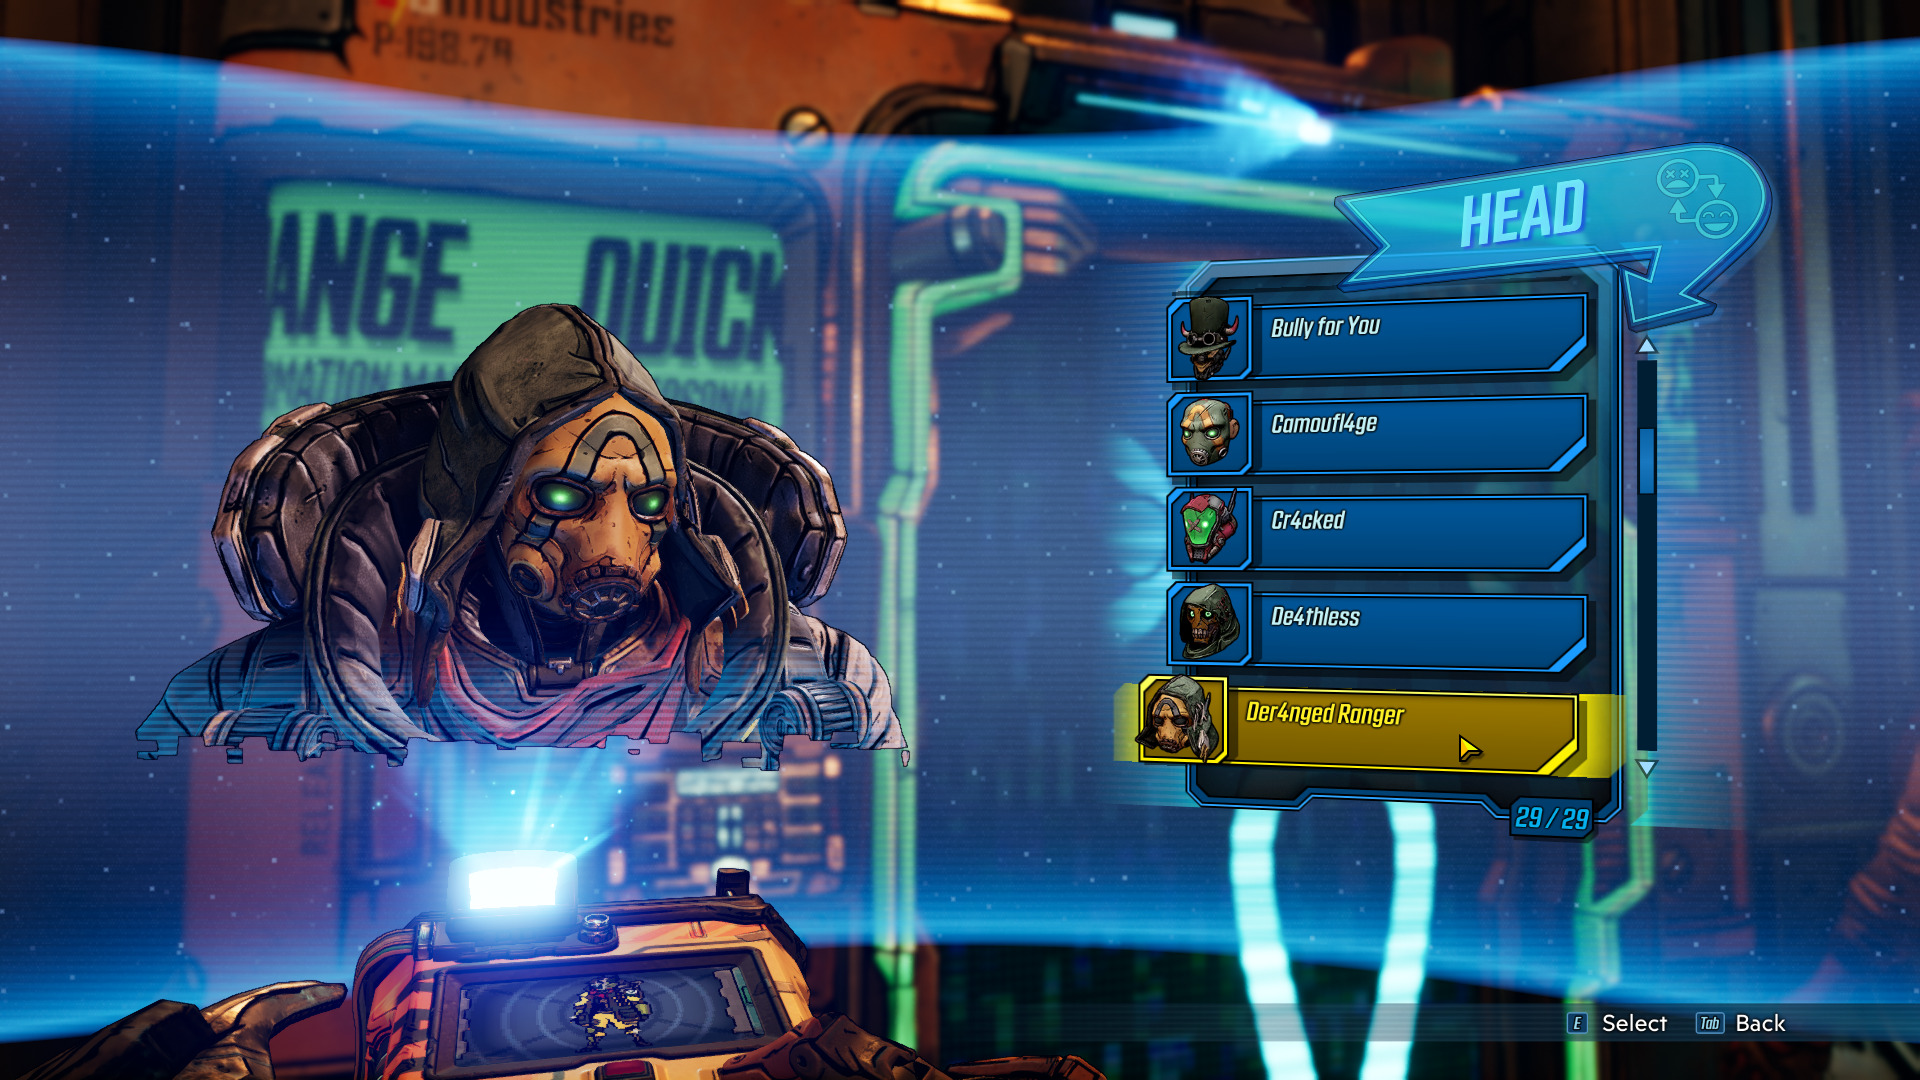 Industries
P-198.79
ANGE QUICK
HEAD
Bully for You
Camoufl4ge
Cr4cked
De4thless
Der4nged Ranger
29 / 29
E Select Tab Back